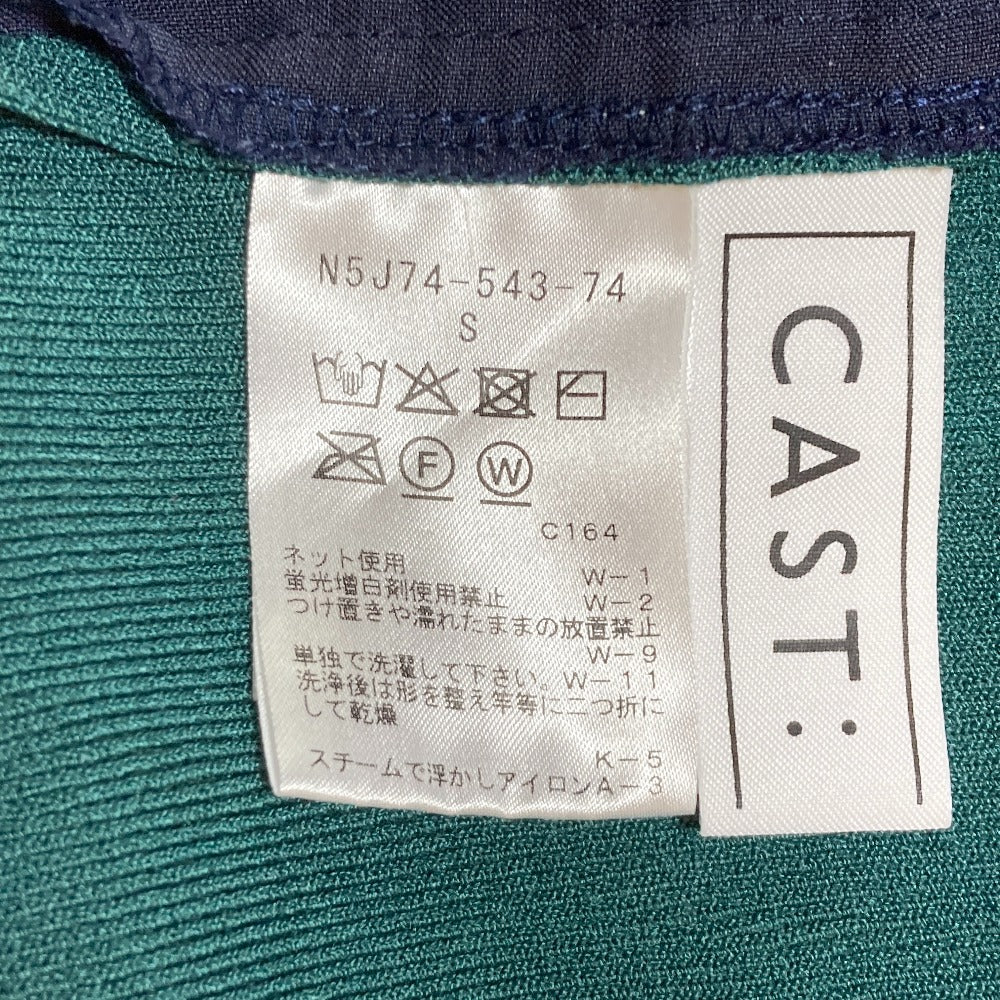 N5J74-543-74
S
F W
C164
ネット使用 W-1
蛍光増白剤使用禁止 W-2
つけ置きや濡れたままの放置禁止
W-9
単独で洗濯して下さい。W-11
洗浄後は形を整え竿等に二つ折に
して乾燥
K-5
スチームで浮かしアイロンA-3
CAST: